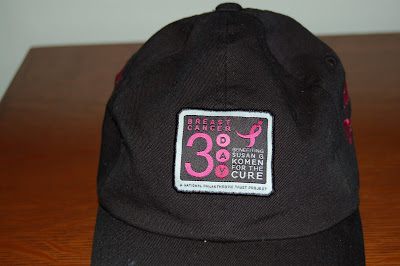 BREAST
CANCER
3
DAY
BENEFITING
SUSAN G.
KOMEN
FOR THE
CURE
A NATIONAL PHILANTHROPIC TRUST PROJECT